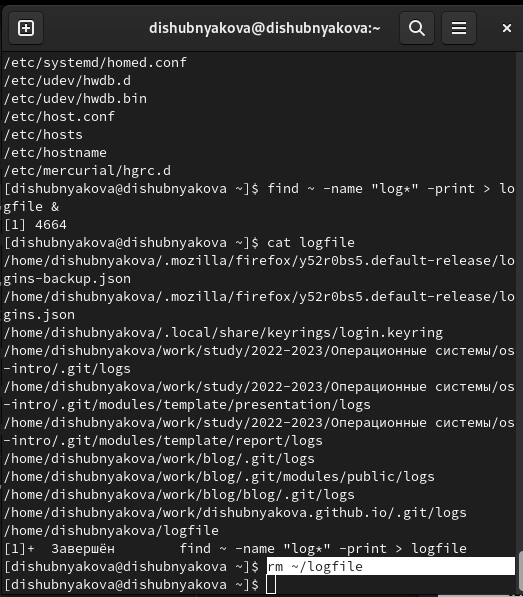 dishubnyakova@dishubnyakova:~
/etc/systemd/homed.conf
/etc/udev/hwdb.d
/etc/udev/hwdb.bin
/etc/host.conf
/etc/hosts
/etc/hostname
/etc/mercurial/hgrc.d
[dishubnyakova@dishubnyakova ~]$ find ~ -name "log*" -print > lo
gfile &
[1] 4664
[dishubnyakova@dishubnyakova ~]$ cat logfile
/home/dishubnyakova/.mozilla/firefox/y52r0bs5.default-release/lo
gins-backup.json
/home/dishubnyakova/.mozilla/firefox/y52r0bs5.default-release/lo
gins.json
/home/dishubnyakova/.local/share/keyrings/login.keyring
/home/dishubnyakova/work/study/2022-2023/Операционные системы/os
-intro/.git/logs
/home/dishubnyakova/work/study/2022-2023/Операционные системы/os
-intro/.git/modules/template/presentation/logs
/home/dishubnyakova/work/study/2022-2023/Операционные системы/os
-intro/.git/modules/template/report/logs
/home/dishubnyakova/work/blog/.git/logs
/home/dishubnyakova/work/blog/.git/modules/public/logs
/home/dishubnyakova/work/blog/blog/.git/logs
/home/dishubnyakova/work/dishubnyakova.github.io/.git/logs
/home/dishubnyakova/logfile
[1]+  Завершён        find ~ -name "log*" -print > logfile
[dishubnyakova@dishubnyakova ~]$ rm ~/logfile
[dishubnyakova@dishubnyakova ~]$